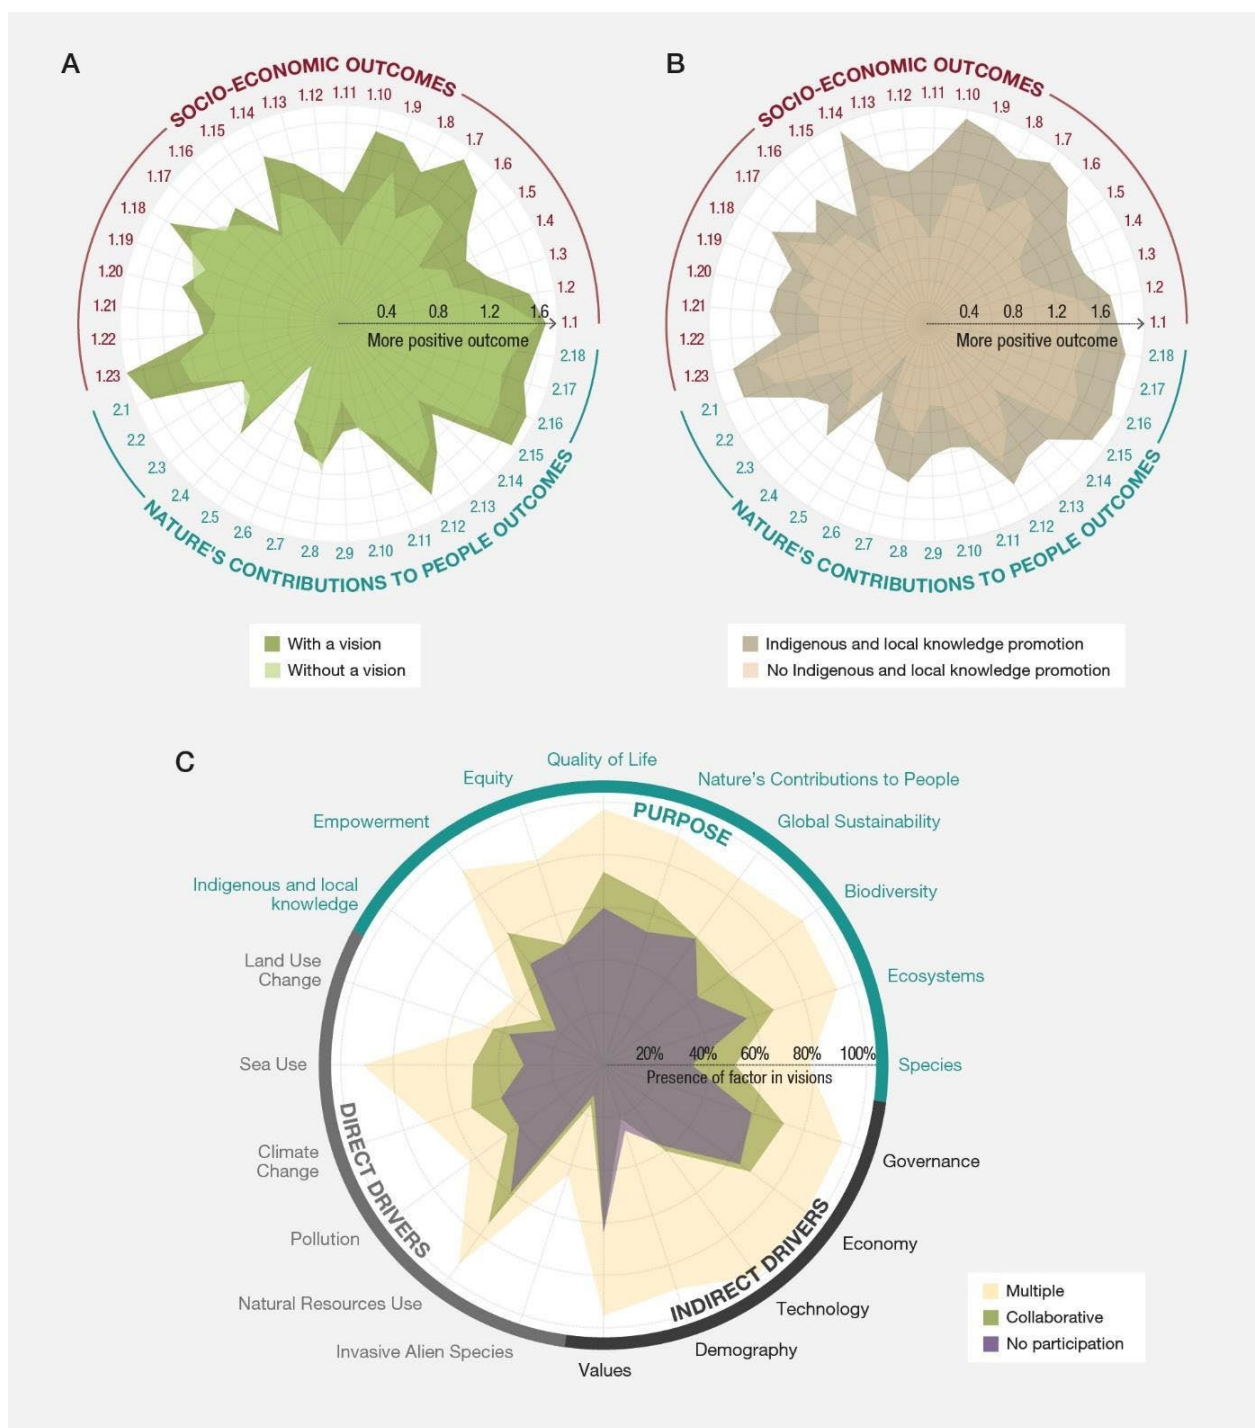 A
SOCIO-ECONOMIC OUTCOMES
1.1
1.2
1.3
1.4
1.5
1.6
1.7
1.8
1.9
1.10
1.11
1.12
1.13
1.14
1.15
1.16
1.17
1.18
1.19
1.20
1.21
1.22
1.23
0.4 0.8 1.2 1.6
More positive outcome
2.1
2.2
2.3
2.4
2.5
2.6
2.7
2.8
2.9
2.10
2.11
2.12
2.13
2.14
2.15
2.16
2.17
2.18
NATURE'S CONTRIBUTIONS TO PEOPLE OUTCOMES
With a vision
Without a vision
B
SOCIO-ECONOMIC OUTCOMES
1.1
1.2
1.3
1.4
1.5
1.6
1.7
1.8
1.9
1.10
1.11
1.12
1.13
1.14
1.15
1.16
1.17
1.18
1.19
1.20
1.21
1.22
1.23
0.4 0.8 1.2 1.6
More positive outcome
2.1
2.2
2.3
2.4
2.5
2.6
2.7
2.8
2.9
2.10
2.11
2.12
2.13
2.14
2.15
2.16
2.17
2.18
NATURE'S CONTRIBUTIONS TO PEOPLE OUTCOMES
Indigenous and local knowledge promotion
No Indigenous and local knowledge promotion
C
PURPOSE
Quality of Life
Nature's Contributions to People
Global Sustainability
Biodiversity
Ecosystems
Species
20% 40% 60% 80% 100%
Presence of factor in visions
Governance
Economy
Technology
Demography
Values
INDIRECT DRIVERS
Invasive Alien Species
Natural Resources Use
Pollution
Climate
Change
Sea Use
Land Use
Change
DIRECT DRIVERS
Indigenous and local
knowledge
Empowerment
Equity
Multiple
Collaborative
No participation